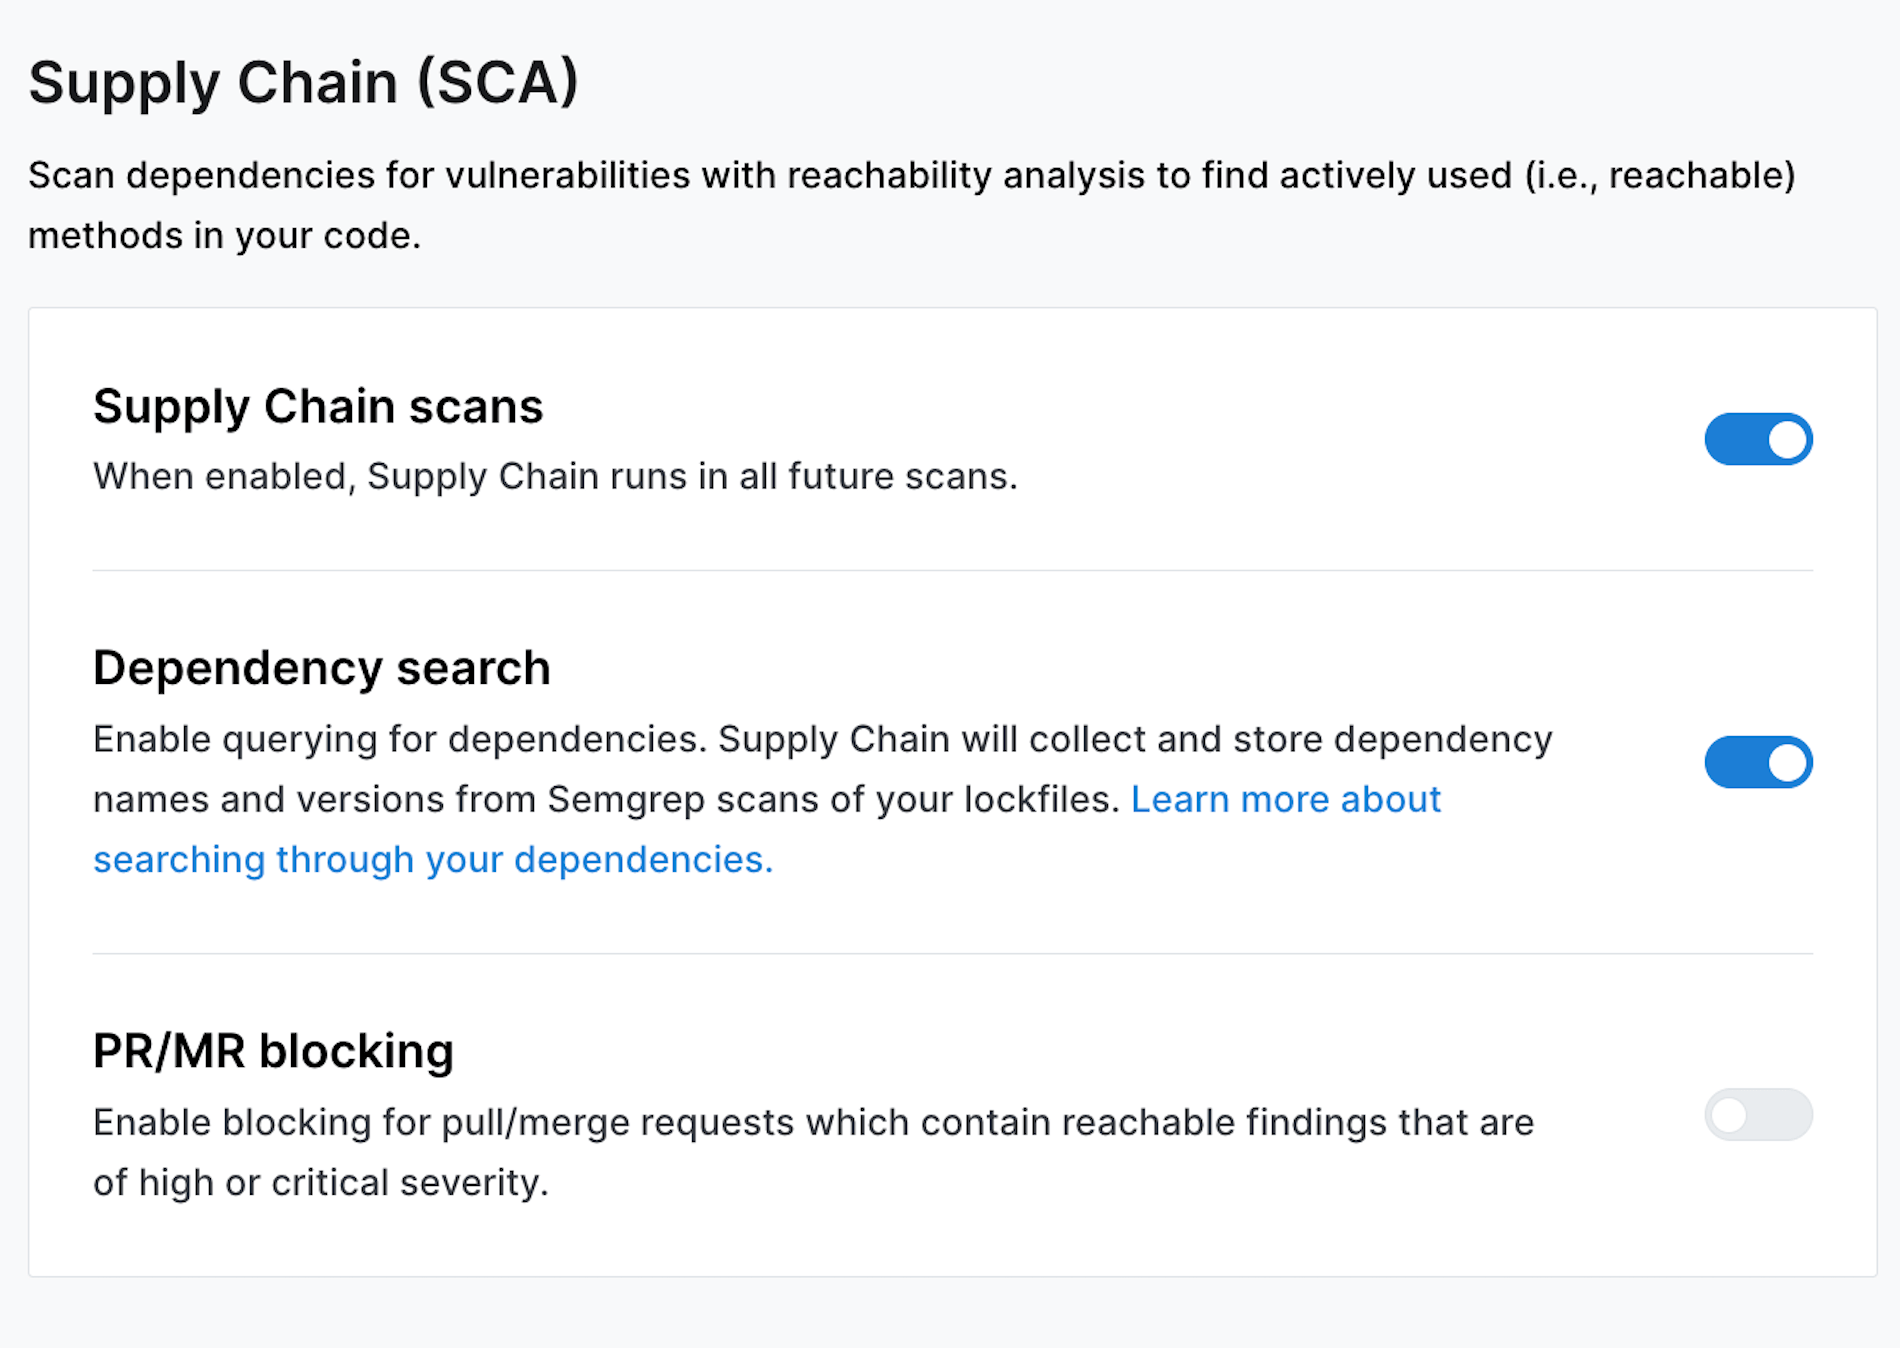 Supply Chain (SCA)
Scan dependencies for vulnerabilities with reachability analysis to find actively used (i.e., reachable)
methods in your code.
Supply Chain scans
When enabled, Supply Chain runs in all future scans.
Dependency search
Enable querying for dependencies. Supply Chain will collect and store dependency
names and versions from Semgrep scans of your lockfiles. Learn more about
searching through your dependencies.
PR/MR blocking
Enable blocking for pull/merge requests which contain reachable findings that are
of high or critical severity.